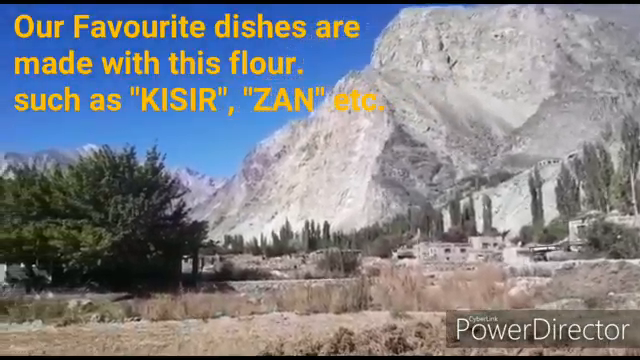 Our Favourite dishes are
made with this flour.
such as "KISIR", "ZAN" etc.
CyberLink
PowerDirector